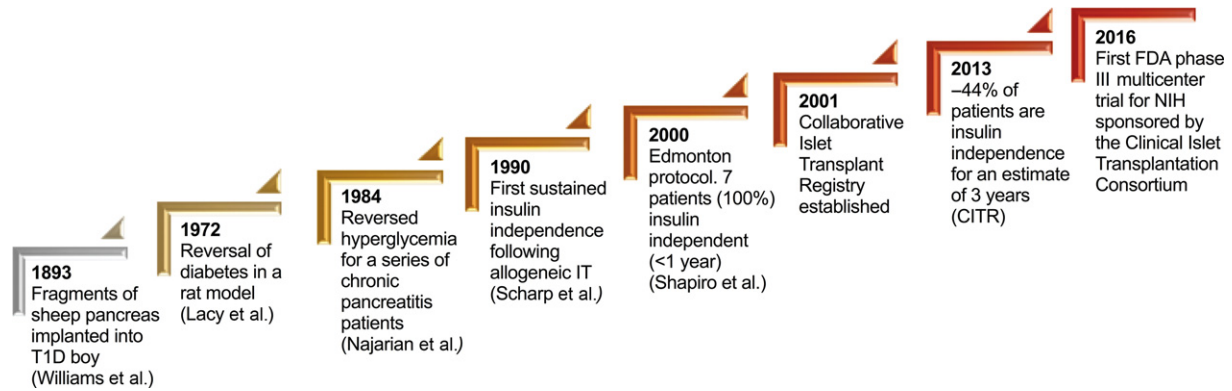 1893
Fragments of
sheep pancreas
implanted into
T1D boy
(Williams et al.)
1972
Reversal of
diabetes in a
rat model
(Lacy et al.)
1984
Reversed
hyperglycemia
for a series of
chronic
pancreatitis
patients
(Najarian et al.)
1990
First sustained
insulin
independence
following
allogeneic IT
(Scharp et al.)
2000
Edmonton
protocol. 7
patients (100%)
insulin
independent
(<1 year)
(Shapiro et al.)
2001
Collaborative
Islet
Transplant
Registry
established
2013
–44% of
patients are
insulin
independence
for an estimate
of 3 years
(CITR)
2016
First FDA phase
III multicenter
trial for NIH
sponsored by
the Clinical Islet
Transplantation
Consortium